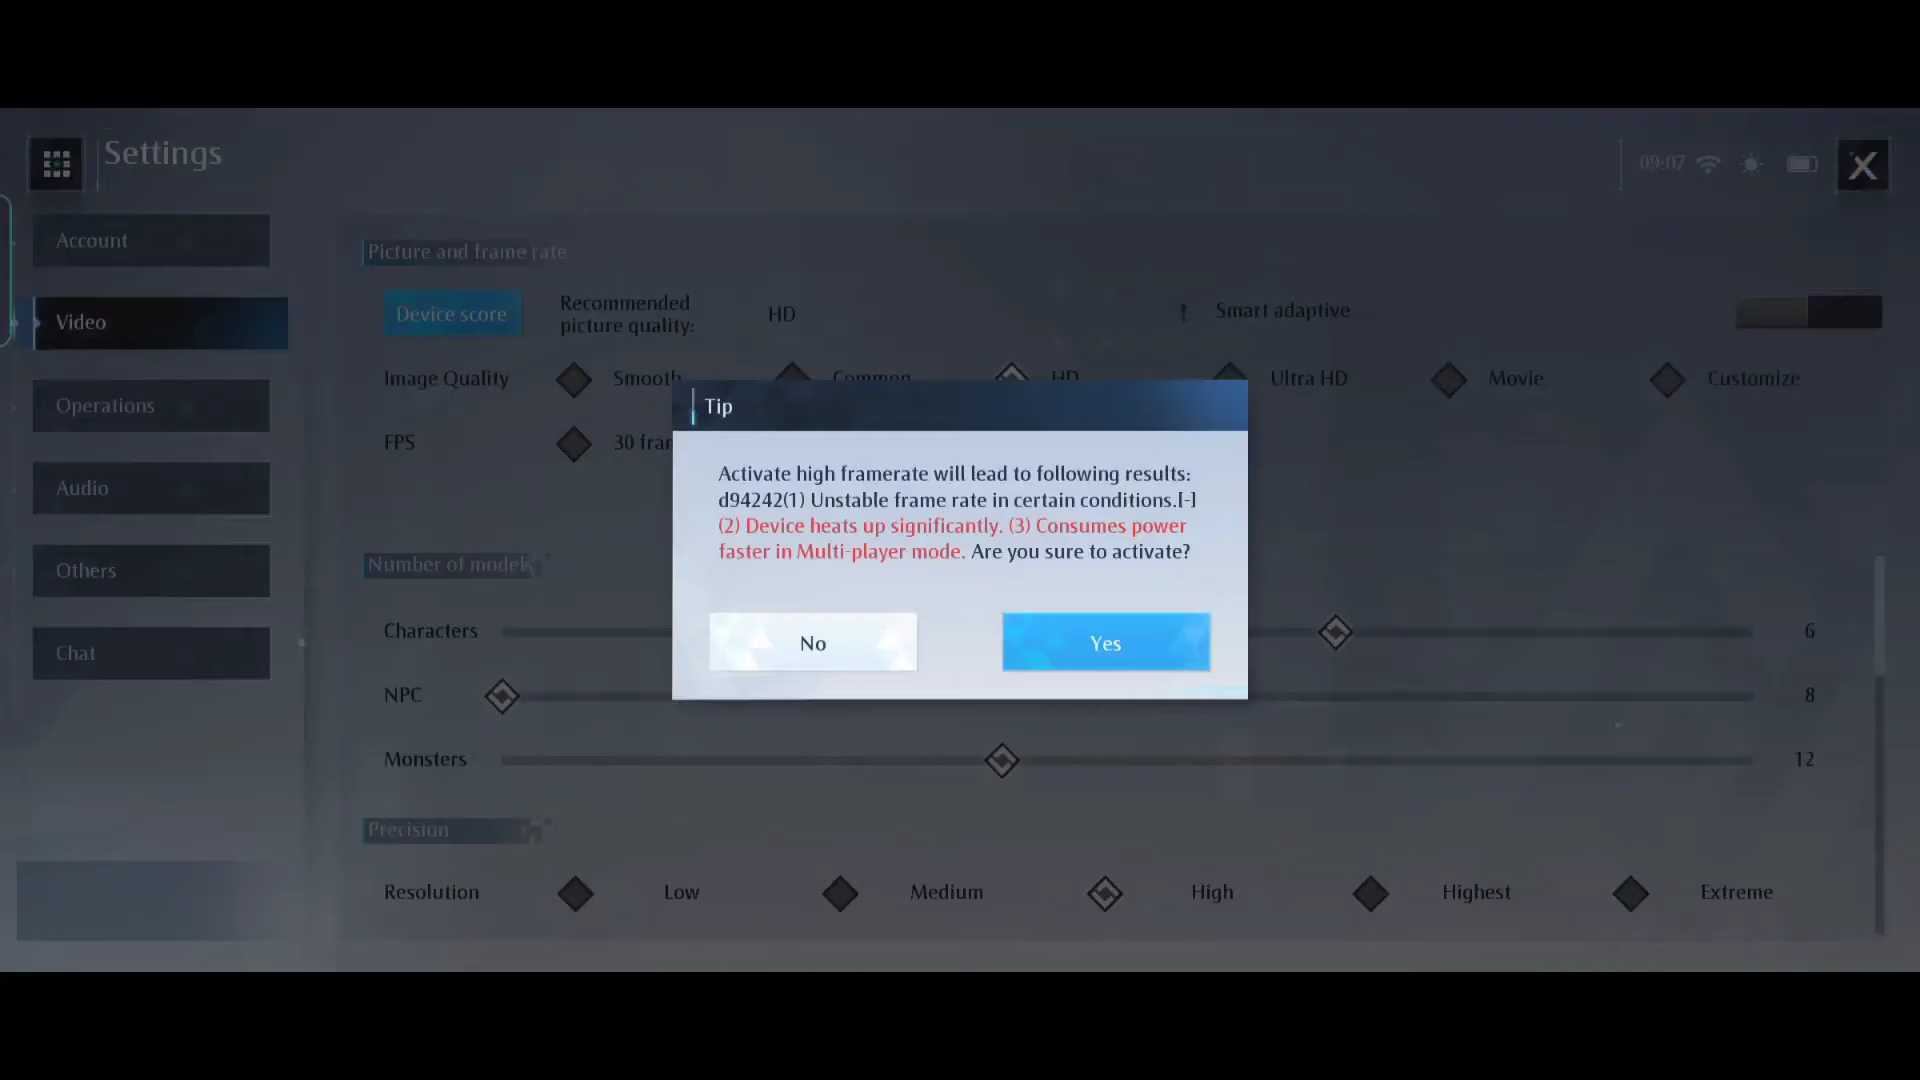 Settings
09:07
Account
Video
Operations
Audio
Others
Chat
Picture and frame rate
Device score
Recommended
picture quality:
HD
Smart adaptive
Image Quality
Smooth
Common
HD
Ultra HD
Movie
Customize
FPS
30
Tip
Activate high framerate will lead to following results:
d94242(1) Unstable frame rate in certain conditions.[-]
(2) Device heats up significantly. (3) Consumes power
faster in Multi-player mode. Are you sure to activate?
No
Yes
Number of models
Characters
6
NPC
8
Monsters
12
Precision
Resolution
Low
Medium
High
Highest
Extreme